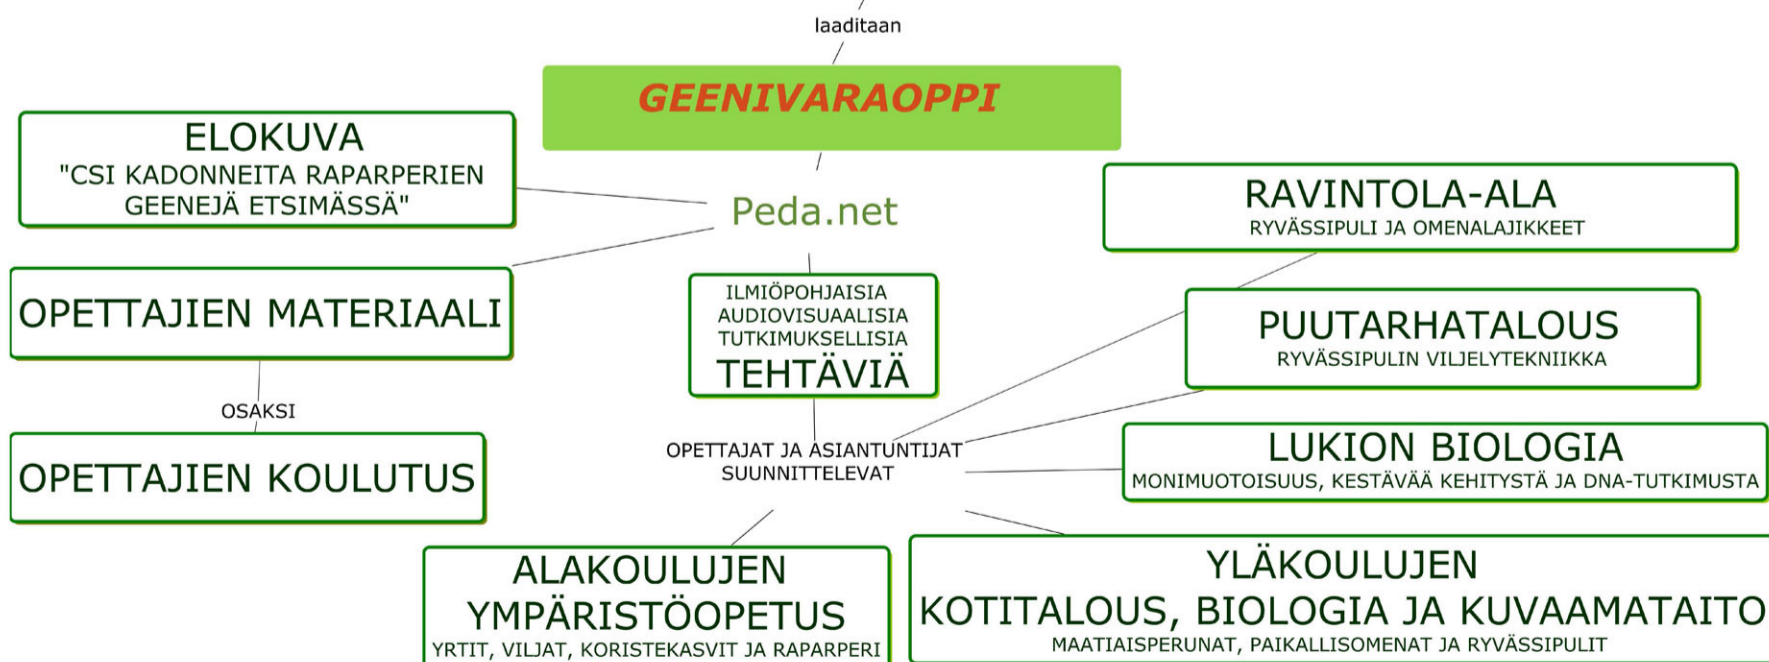 laaditaan
GEENIVARAOPPI
ELOKUVA
"CSI KADONNEITA RAPARPERIEN
GEENEJÄ ETSIMÄSSÄ"
Peda.net
RAVINTOLA-ALA
RYVÄSSIPULI JA OMENALAJIKKEET
OPETTAJIEN MATERIAALI
ILMIÖPOHJAISIA
AUDIOVISUAALISIA
TUTKIMUKSELLISIA
TEHTÄVIÄ
PUUTARHATALOUS
RYVÄSSIPULIN VILJELYTEKNIIKKA
OSAKSI
OPETTAJIEN KOULUTUS
OPETTAJAT JA ASIANTUNTIJAT
SUUNNITTELEVAT
LUKION BIOLOGIA
MONIMUOTOISUUS, KESTÄVÄÄ KEHITYSTÄ JA DNA-TUTKIMUSTA
ALAKOULUJEN
YMPÄRISTÖOPETUS
YRTIT, VILJAT, KORISTEKASVIT JA RAPARPERI
YLÄKOULUJEN
KOTITALOUS, BIOLOGIA JA KUVAAMATAITO
MAATIAISPERUNAT, PAIKALLISOMENAT JA RYVÄSSIPULIT